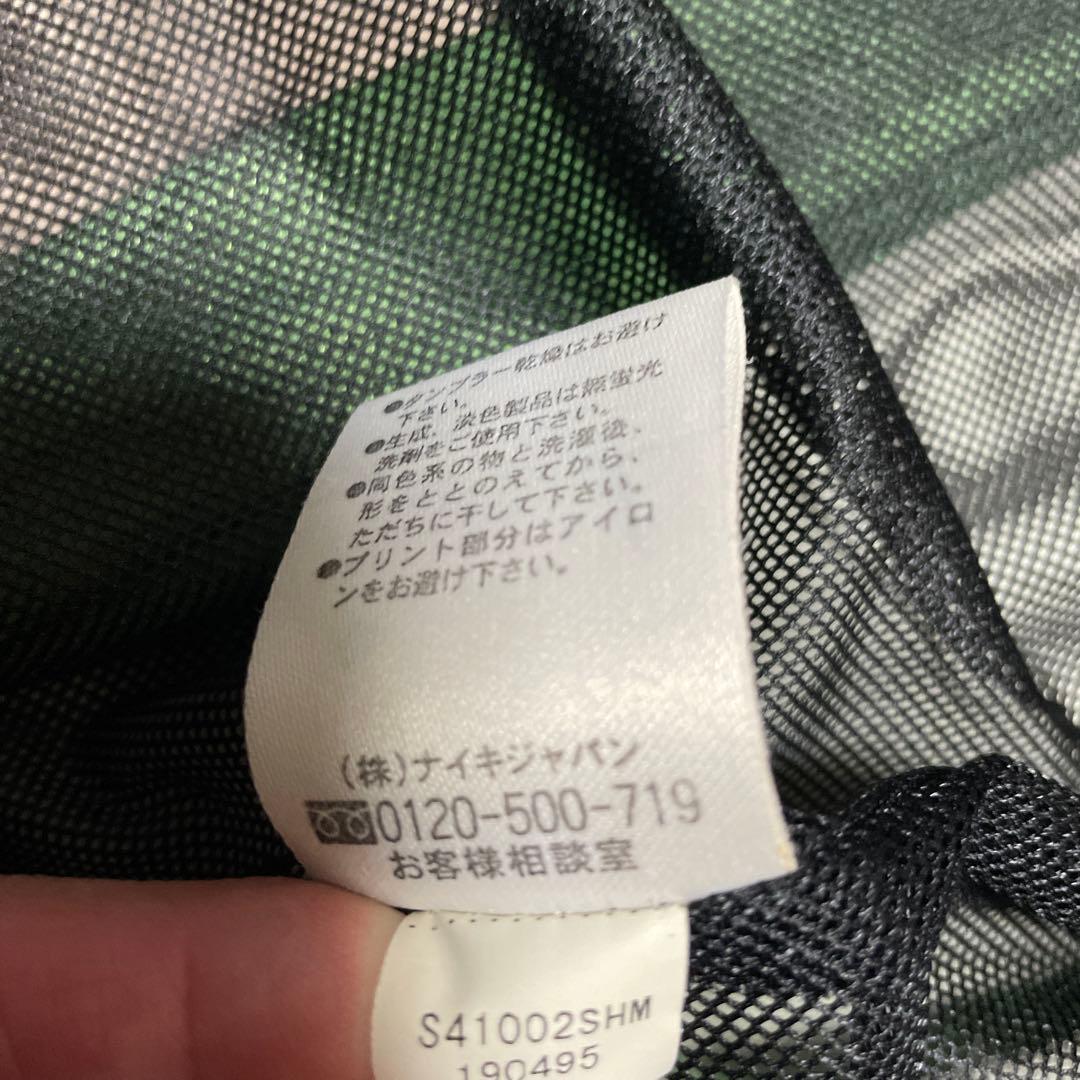 ●タンブラー乾燥はお避け
下さい。
●生成、淡色製品は無蛍光
洗剤をご使用下さい。
●同色系の物と洗濯後、
形をととのえてから、
ただちに干して下さい。
●プリント部分はアイロ
ンをお避け下さい。
(株)ナイキジャパン
0120-500-719
お客様相談室
S41002SHM
190495